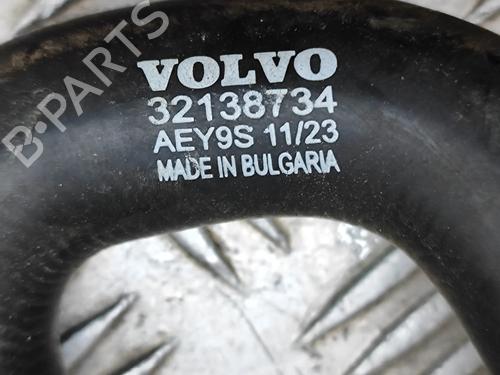 B-PARTS
VOLVO
32138734
AEY9S 11/23
MADE IN BULGARIA